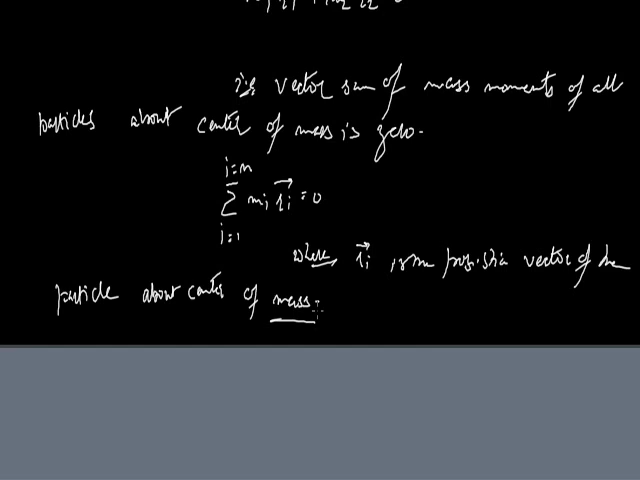 i.e vector sum of mass moments of all
particles about center of mass is zero.
i=n
∑ mᵢ r⃗ᵢ = 0
i=1
where, r⃗ᵢ is the position vector of the
particle about center of mass.